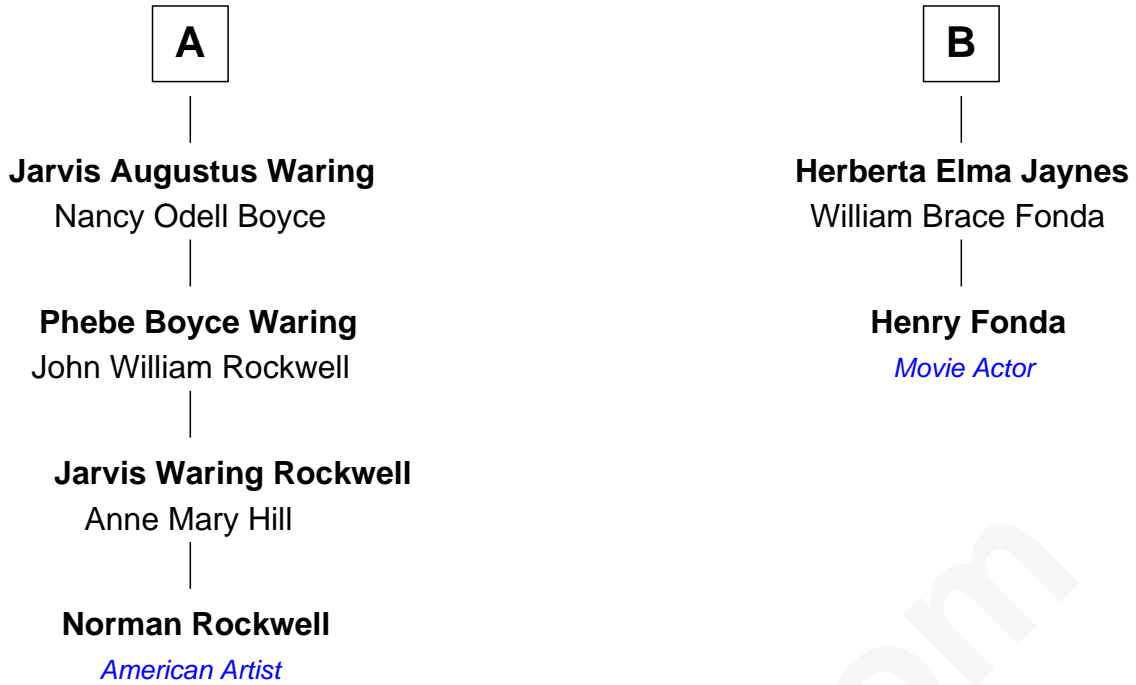 A
Jarvis Augustus Waring
Nancy Odell Boyce
Phebe Boyce Waring
John William Rockwell
Jarvis Waring Rockwell
Anne Mary Hill
Norman Rockwell
American Artist
B
Herberta Elma Jaynes
William Brace Fonda
Henry Fonda
Movie Actor
om